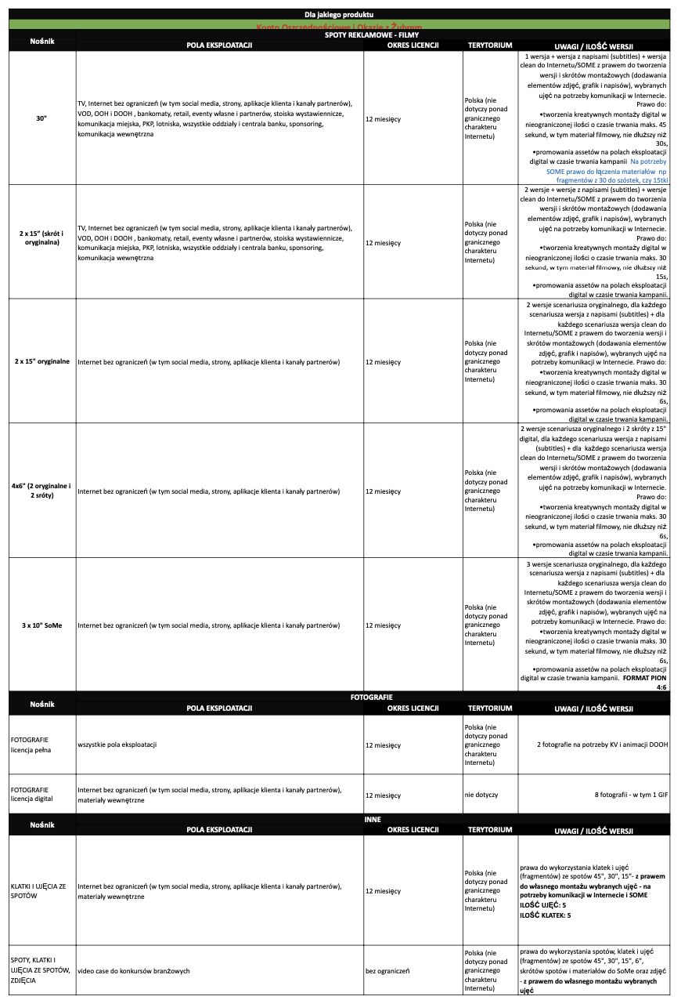 Dla jakiego produktu
Konto Oszczędnościowe i Okazje z Żubrem
SPOTY REKLAMOWE - FILMY
Nośnik
POLA EKSPLOATACJI
OKRES LICENCJI
TERYTORIUM
UWAGI / ILOŚĆ WERSJI
30"
TV, Internet bez ograniczeń (w tym social media, strony, aplikacje klienta i kanały partnerów),
VOD, OOH i DOOH , bankomaty, retail, eventy własne i partnerów, stoiska wystawiennicze,
komunikacja miejska, PKP, lotniska, wszystkie oddziały i centrala banku, sponsoring,
komunikacja wewnętrzna
12 miesięcy
Polska (nie
dotyczy ponad
granicznego
charakteru
Internetu)
1 wersja + wersja z napisami (subtitles) + wersja
clean do Internetu/SOME z prawem do tworzenia
wersji i skrótów montażowych (dodawania
elementów zdjęć, grafik i napisów), wybranych
ujęć na potrzeby komunikacji w Internecie.
Prawo do:
•tworzenia kreatywnych montaży digital w
nieograniczonej ilości o czasie trwania maks. 45
sekund, w tym materiał filmowy, nie dłuższy niż
30s,
•promowania assetów na polach eksploatacji
digital w czasie trwania kampanii Na potrzeby
SOME prawo do łączenia materiałów np
fragmentów z 30 do szóstek, czy 15tki
2 x 15” (skrót i
oryginalna)
TV, Internet bez ograniczeń (w tym social media, strony, aplikacje klienta i kanały partnerów),
VOD, OOH i DOOH , bankomaty, retail, eventy własne i partnerów, stoiska wystawiennicze,
komunikacja miejska, PKP, lotniska, wszystkie oddziały i centrala banku, sponsoring,
komunikacja wewnętrzna
12 miesięcy
Polska (nie
dotyczy ponad
granicznego
charakteru
Internetu)
2 wersje + wersje z napisami (subtitles) + wersje
clean do Internetu/SOME z prawem do tworzenia
wersji i skrótów montażowych (dodawania
elementów zdjęć, grafik i napisów), wybranych
ujęć na potrzeby komunikacji w Internecie.
Prawo do:
•tworzenia kreatywnych montaży digital w
nieograniczonej ilości o czasie trwania maks. 30
sekund, w tym materiał filmowy, nie dłuższy niż
15s,
•promowania assetów na polach eksploatacji
digital w czasie trwania kampanii.
2 x 15" oryginalne
Internet bez ograniczeń (w tym social media, strony, aplikacje klienta i kanały partnerów)
12 miesięcy
Polska (nie
dotyczy ponad
granicznego
charakteru
Internetu)
2 wersje scenariusza oryginalnego, dla każdego
scenariusza wersja z napisami (subtitles) + dla
każdego scenariusza wersja clean do
Internetu/SOME z prawem do tworzenia wersji i
skrótów montażowych (dodawania elementów
zdjęć, grafik i napisów), wybranych ujęć na
potrzeby komunikacji w Internecie. Prawo do:
•tworzenia kreatywnych montaży digital w
nieograniczonej ilości o czasie trwania maks. 30
sekund, w tym materiał filmowy, nie dłuższy niż
6s,
•promowania assetów na polach eksploatacji
digital w czasie trwania kampanii.
4x6" (2 oryginalne i
2 sróty)
Internet bez ograniczeń (w tym social media, strony, aplikacje klienta i kanały partnerów)
12 miesięcy
Polska (nie
dotyczy ponad
granicznego
charakteru
Internetu)
2 wersje scenariusza oryginalnego i 2 skróty z 15"
digital, dla każdego scenariusza wersja z napisami
(subtitles) + dla każdego scenariusza wersja
clean do Internetu/SOME z prawem do tworzenia
wersji i skrótów montażowych (dodawania
elementów zdjęć, grafik i napisów), wybranych
ujęć na potrzeby komunikacji w Internecie.
Prawo do:
•tworzenia kreatywnych montaży digital w
nieograniczonej ilości o czasie trwania maks. 30
sekund, w tym materiał filmowy, nie dłuższy niż
6s,
•promowania assetów na polach eksploatacji
digital w czasie trwania kampanii.
3 x 10" SoMe
Internet bez ograniczeń (w tym social media, strony, aplikacje klienta i kanały partnerów)
12 miesięcy
Polska (nie
dotyczy ponad
granicznego
charakteru
Internetu)
3 wersje scenariusza oryginalnego, dla każdego
scenariusza wersja z napisami (subtitles) + dla
każdego scenariusza wersja clean do
Internetu/SOME z prawem do tworzenia wersji i
skrótów montażowych (dodawania elementów
zdjęć, grafik i napisów), wybranych ujęć na
potrzeby komunikacji w Internecie. Prawo do:
•tworzenia kreatywnych montaży digital w
nieograniczonej ilości o czasie trwania maks. 30
sekund, w tym materiał filmowy, nie dłuższy niż
6s,
•promowania assetów na polach eksploatacji
digital w czasie trwania kampanii. FORMAT PION
4:6
FOTOGRAFIE
Nośnik
POLA EKSPLOATACJI
OKRES LICENCJI
TERYTORIUM
UWAGI / ILOŚĆ WERSJI
FOTOGRAFIE
licencja pełna
wszystkie pola eksploatacji
12 miesięcy
Polska (nie
dotyczy ponad
granicznego
charakteru
Internetu)
2 fotografie na potrzeby KV i animacji DOOH
FOTOGRAFIE
licencja digital
Internet bez ograniczeń (w tym social media, strony, aplikacje klienta i kanały partnerów),
materiały wewnętrzne
12 miesięcy
nie dotyczy
8 fotografii - w tym 1 GIF
INNE
Nośnik
POLA EKSPLOATACJI
OKRES LICENCJI
TERYTORIUM
UWAGI / ILOŚĆ WERSJI
KLATKI I UJĘCIA ZE
SPOTÓW
Internet bez ograniczeń (w tym social media, strony, aplikacje klienta i kanały partnerów),
materiały wewnętrzne
12 miesięcy
Polska (nie
dotyczy ponad
granicznego
charakteru
Internetu)
prawa do wykorzystania klatek i ujęć
(fragmentów) ze spotów 45", 30", 15"- z prawem
do własnego montażu wybranych ujęć - na
potrzeby komunikacji w Internecie i SOME
ILOŚĆ UJĘĆ: 5
ILOŚĆ KLATEK: 5
SPOTY, KLATKI I
UJĘCIA ZE SPOTÓW,
ZDJĘCIA
video case do konkursów branżowych
bez ograniczeń
Polska (nie
dotyczy ponad
granicznego
charakteru
Internetu)
prawa do wykorzystania spotów, klatek i ujęć
(fragmentów) ze spotów 45", 30", 15", 6",
skrótów spotów i materiałów do SoMe oraz zdjęć
- z prawem do własnego montażu wybranych
ujęć